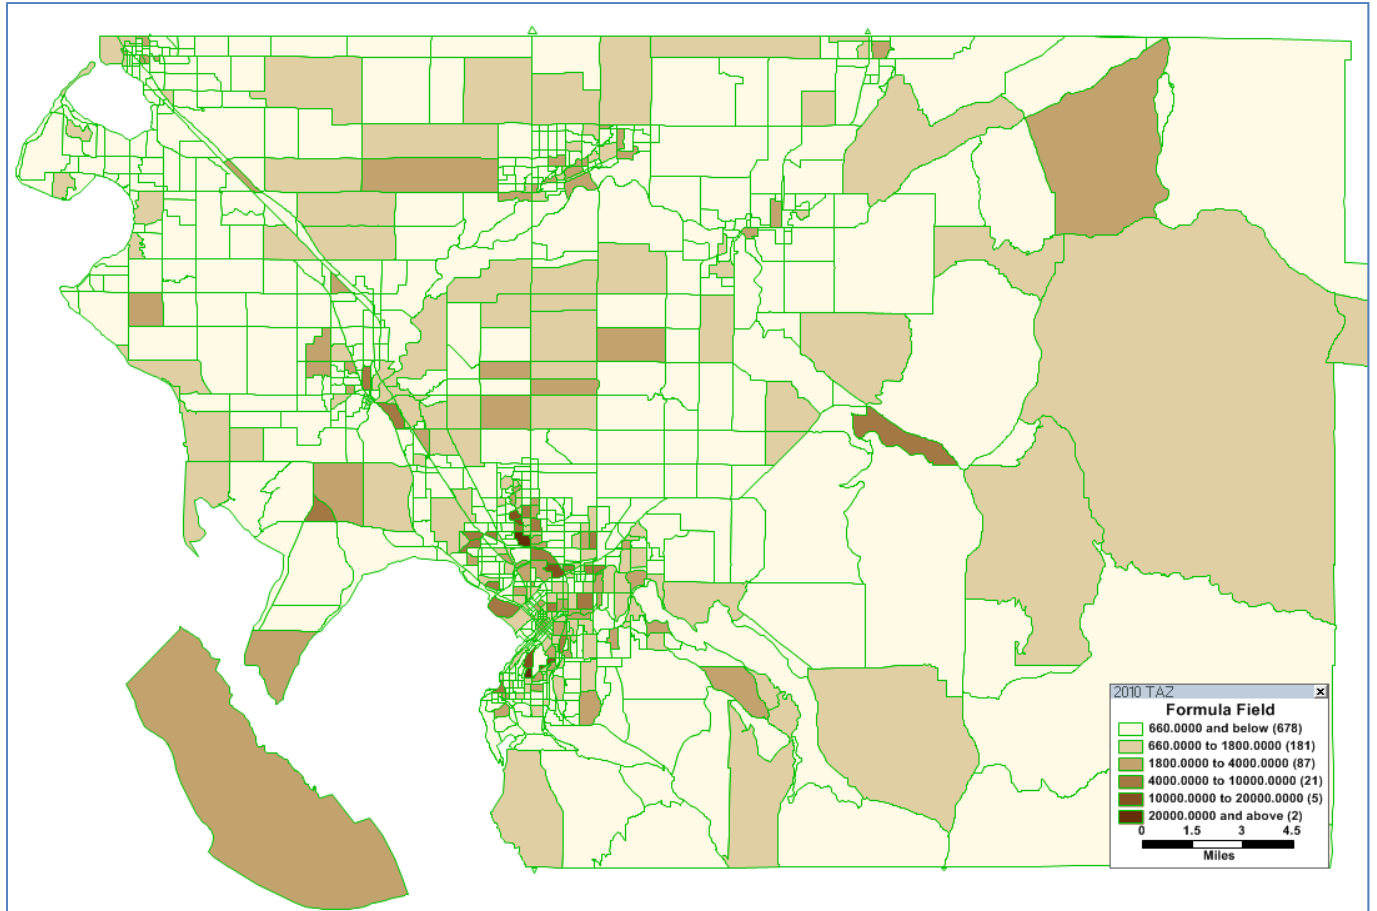 2010 TAZ
Formula Field
660.0000 and below (678)
660.0000 to 1800.0000 (181)
1800.0000 to 4000.0000 (87)
4000.0000 to 10000.0000 (21)
10000.0000 to 20000.0000 (5)
20000.0000 and above (2)
0 1.5 3 4.5
Miles